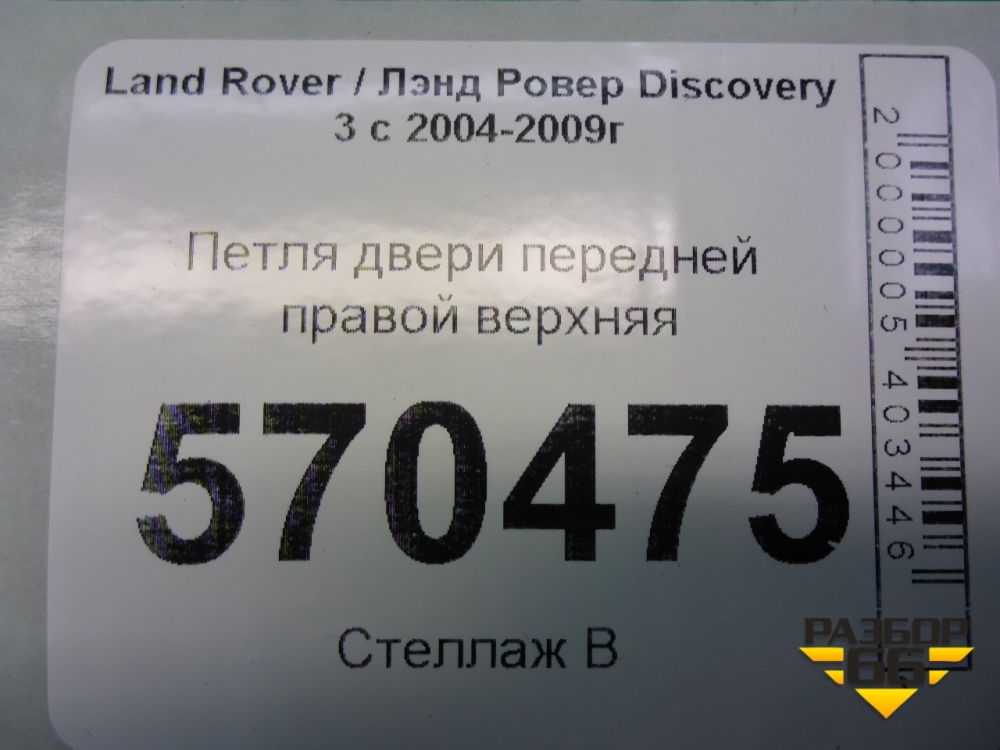 Land Rover / Лэнд Ровер Discovery
3 с 2004-2009г
Петля двери передней
правой верхняя
570475
Стеллаж В
2000005403446
РАЗБОР
66